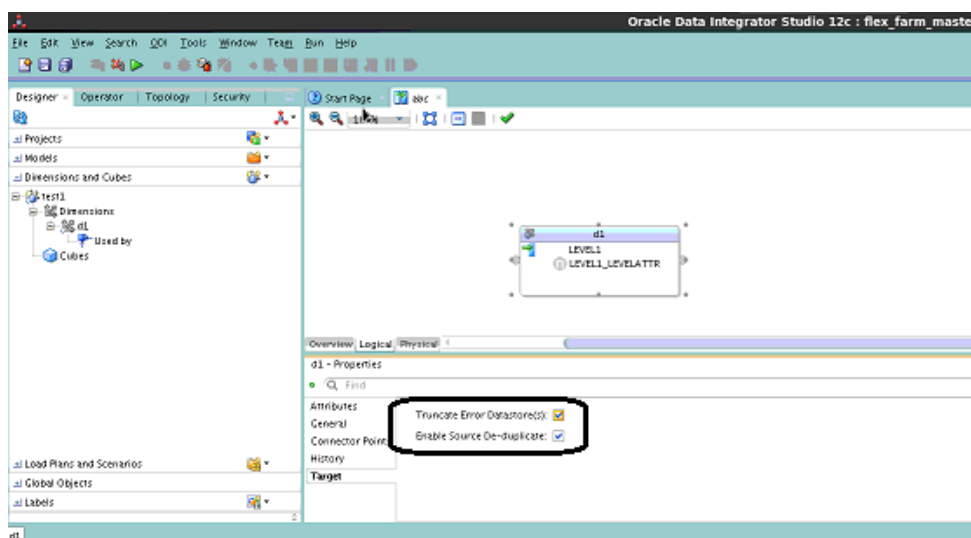 Oracle Data Integrator Studio 12c : flex_farm_maste
File Edit View Search ODI Tools Window Team Run Help
Designer Operator Topology Security
Start Page abc
Projects
Models
Dimensions and Cubes
test1
Dimensions
d1
Used by
Cubes
d1
LEVEL1
LEVEL1_LEVELATTR
Overview Logical Physical
d1 - Properties
Find
Attributes
General
Connector Points
History
Target
Truncate Error Datastore(s):
Enable Source De-duplicate:
Load Plans and Scenarios
Global Objects
Labels
d1